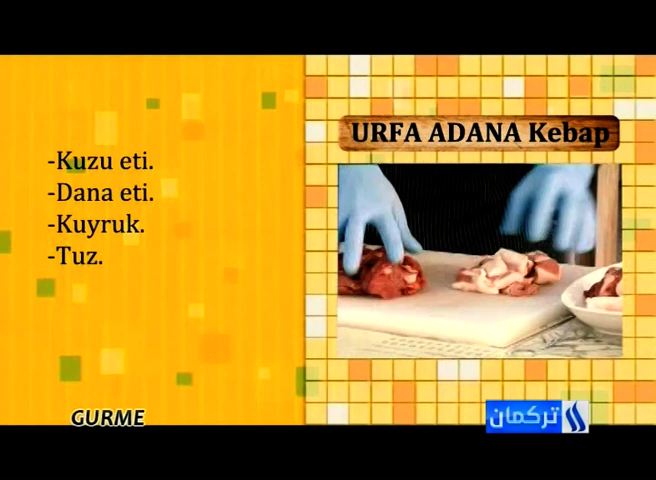 URFA ADANA Kebap
-Kuzu eti.
-Dana eti.
-Kuyruk.
-Tuz.
GURME
تركمان